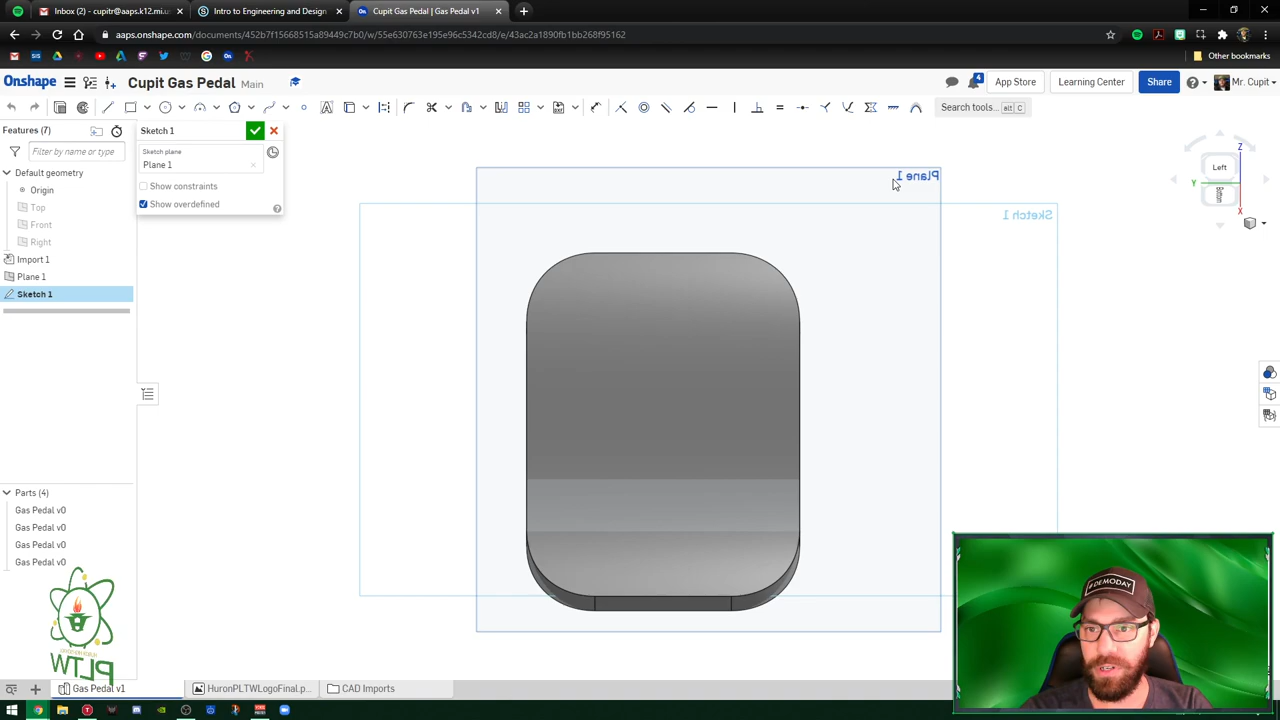 Inbox (2) - cupitr@aaps.k12.mi.us
Intro to Engineering and Design
Gas Pedal | Gas Pedal v1
aaps.onshape.com/documents/452b7f15668515a89449c7b0/w/55e630763e195e96c5342cd/e/43ac2a1890fb1bb268f95162
Other bookmarks
Onshape
Cupit Gas Pedal Main
4
App Store
Learning Center
Share
Mr. Cupit
Search tools... alt C
Features (7)
Filter by name or type
Default geometry
Origin
Top
Front
Right
Import 1
Plane 1
Sketch 1
Sketch 1
Sketch plane
Plane 1
Show constraints
Show overdefined
Plane 1
Sketch 1
Z
Left
Y
Bottom
X
Parts (4)
Gas Pedal v0
Gas Pedal v0
Gas Pedal v0
Gas Pedal v0
PLTW
#DEMODAY
Gas Pedal v1
HuronPLTWLogoFinal.p...
CAD Imports